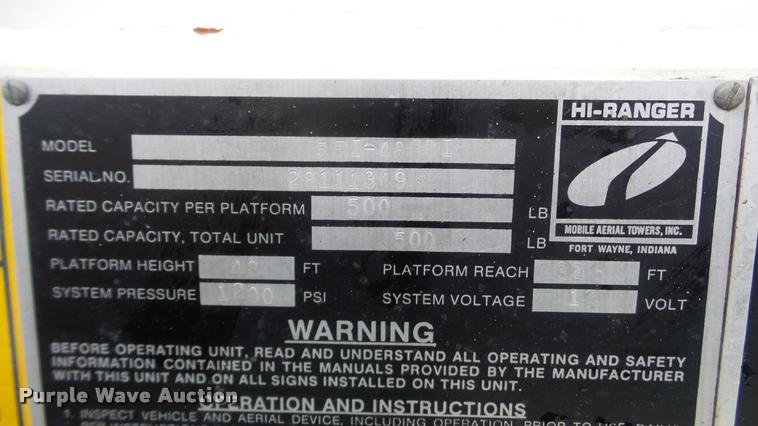 HI-RANGER
MODEL
SERIAL NO. 28111349
RATED CAPACITY PER PLATFORM 500 LB
RATED CAPACITY, TOTAL UNIT 500 LB
MOBILE AERIAL TOWERS, INC.
FORT WAYNE, INDIANA
PLATFORM HEIGHT FT PLATFORM REACH FT
SYSTEM PRESSURE 1200 PSI SYSTEM VOLTAGE VOLT
WARNING
BEFORE OPERATING UNIT, READ AND UNDERSTAND ALL OPERATING AND SAFETY
INFORMATION CONTAINED IN THE MANUALS PROVIDED BY THE MANUFACTURER
WITH THIS UNIT AND ON ALL SIGNS INSTALLED ON THIS UNIT.
Purple Wave Auction
OPERATION AND INSTRUCTIONS
1. INSPECT VEHICLE AND AERIAL DEVICE, INCLUDING OPERATION, PRIOR TO USE,